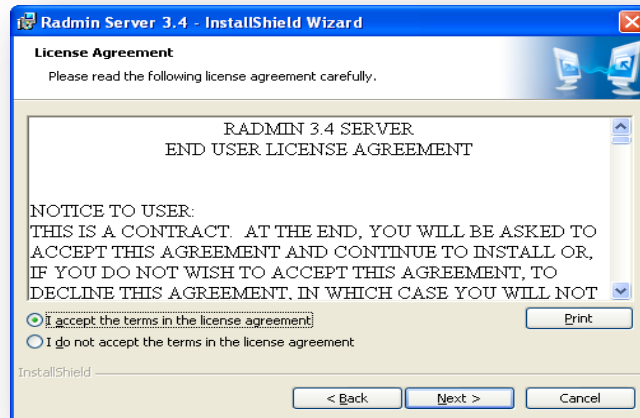 Radmin Server 3.4 - InstallShield Wizard
License Agreement
Please read the following license agreement carefully.
RADMIN 3.4 SERVER
END USER LICENSE AGREEMENT
NOTICE TO USER:
THIS IS A CONTRACT. AT THE END, YOU WILL BE ASKED TO
ACCEPT THIS AGREEMENT AND CONTINUE TO INSTALL OR,
IF YOU DO NOT WISH TO ACCEPT THIS AGREEMENT, TO
DECLINE THIS AGREEMENT, IN WHICH CASE YOU WILL NOT
I accept the terms in the license agreement
Print
I do not accept the terms in the license agreement
InstallShield
< Back Next > Cancel